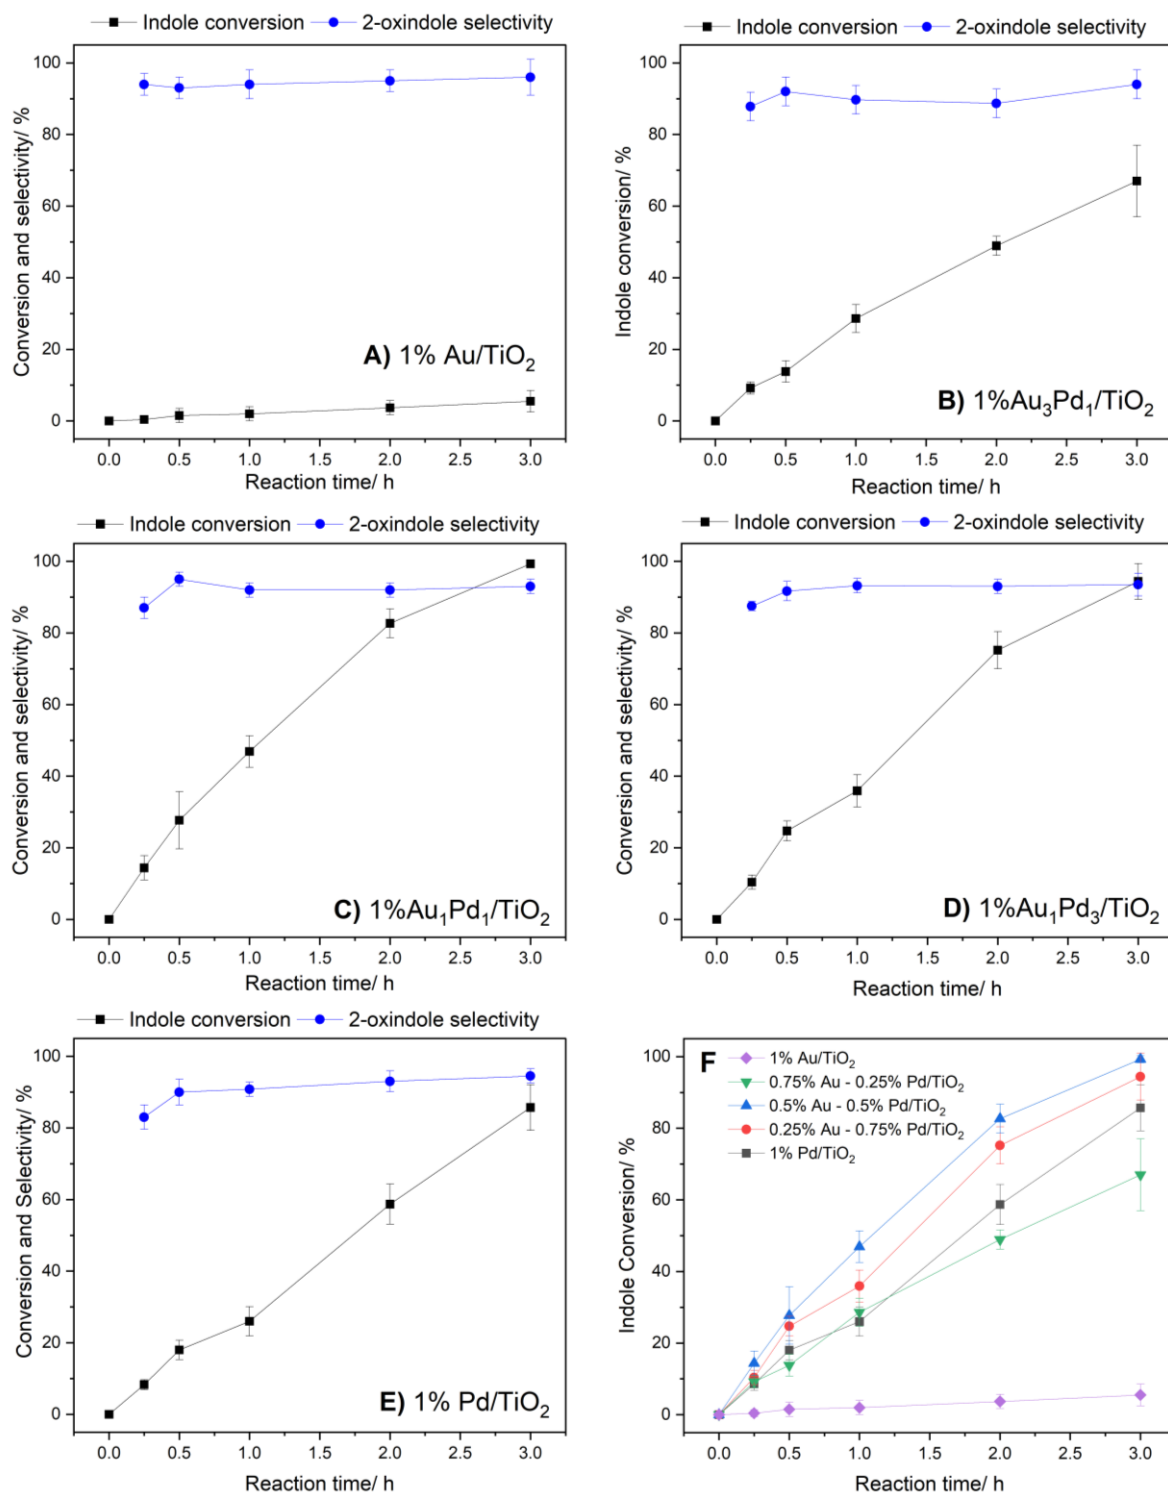 Indole conversion 2-oxindole selectivity
100
80
60
40
20
0
Conversion and selectivity/ %
A) 1% Au/TiO₂
0.0 0.5 1.0 1.5 2.0 2.5 3.0
Reaction time/ h
Indole conversion 2-oxindole selectivity
100
80
60
40
20
0
Indole conversion/ %
B) 1%Au₃Pd₁/TiO₂
0.0 0.5 1.0 1.5 2.0 2.5 3.0
Reaction time/ h
Indole conversion 2-oxindole selectivity
100
80
60
40
20
0
Conversion and selectivity/ %
C) 1%Au₁Pd₁/TiO₂
0.0 0.5 1.0 1.5 2.0 2.5 3.0
Reaction time/ h
Indole conversion 2-oxindole selectivity
100
80
60
40
20
0
Conversion and selectivity/ %
D) 1%Au₁Pd₃/TiO₂
0.0 0.5 1.0 1.5 2.0 2.5 3.0
Reaction time/ h
Indole conversion 2-oxindole selectivity
100
80
60
40
20
0
Conversion and Selectivity/ %
E) 1% Pd/TiO₂
0.0 0.5 1.0 1.5 2.0 2.5 3.0
Reaction time/ h
F
1% Au/TiO₂
0.75% Au - 0.25% Pd/TiO₂
0.5% Au - 0.5% Pd/TiO₂
0.25% Au - 0.75% Pd/TiO₂
1% Pd/TiO₂
100
80
60
40
20
0
Indole Conversion/ %
0.0 0.5 1.0 1.5 2.0 2.5 3.0
Reaction time/ h